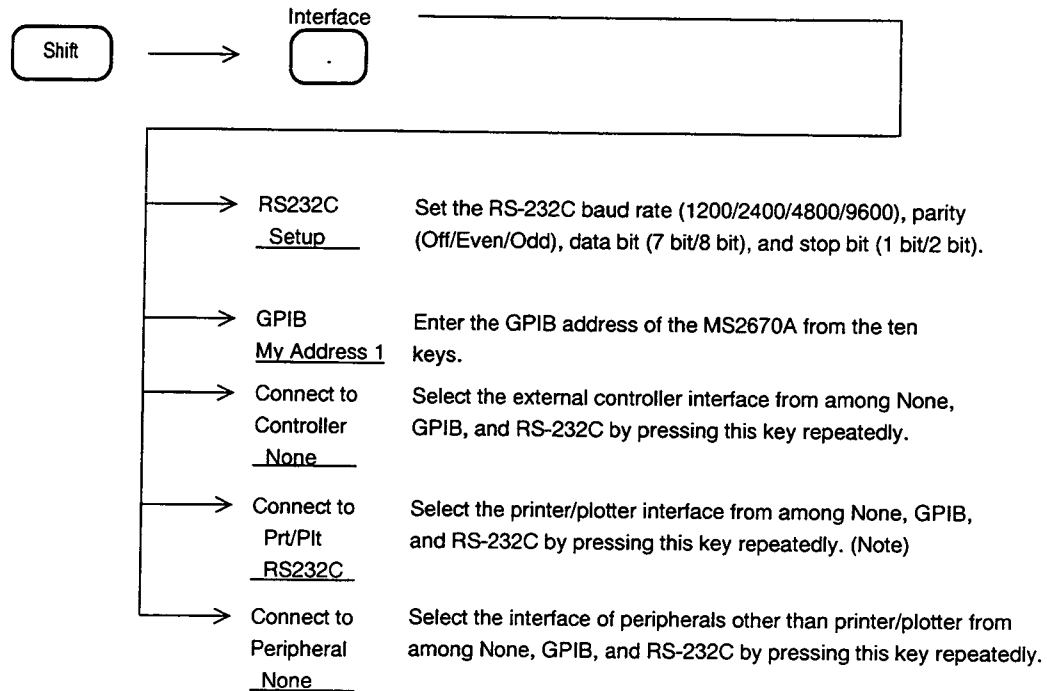 Interface
Shift
.
RS232C
Setup
Set the RS-232C baud rate (1200/2400/4800/9600), parity
(Off/Even/Odd), data bit (7 bit/8 bit), and stop bit (1 bit/2 bit).
GPIB
My Address 1
Enter the GPIB address of the MS2670A from the ten
keys.
Connect to
Controller
None
Select the external controller interface from among None,
GPIB, and RS-232C by pressing this key repeatedly.
Connect to
Prt/Plt
RS232C
Select the printer/plotter interface from among None, GPIB,
and RS-232C by pressing this key repeatedly. (Note)
Connect to
Peripheral
None
Select the interface of peripherals other than printer/plotter from
among None, GPIB, and RS-232C by pressing this key repeatedly.